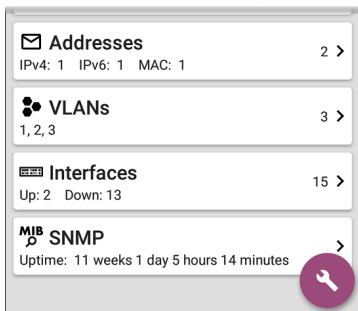 Addresses
2
IPv4: 1 IPv6: 1 MAC: 1
VLANs
3
1, 2, 3
Interfaces
15
Up: 2 Down: 13
MIB
SNMP
Uptime: 11 weeks 1 day 5 hours 14 minutes